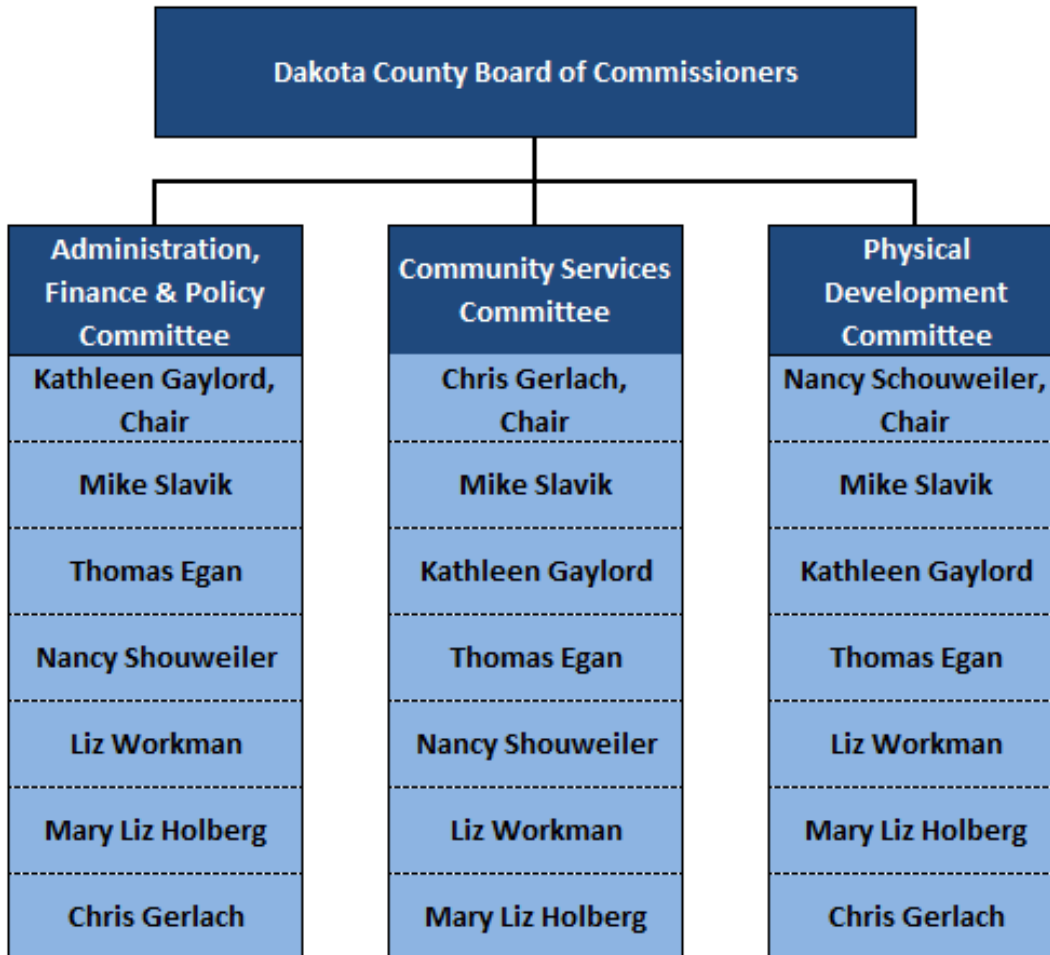 Dakota County Board of Commissioners
Administration,
Finance & Policy
Committee
Kathleen Gaylord,
Chair
Mike Slavik
Thomas Egan
Nancy Shouweiler
Liz Workman
Mary Liz Holberg
Chris Gerlach
Community Services
Committee
Chris Gerlach,
Chair
Mike Slavik
Kathleen Gaylord
Thomas Egan
Nancy Shouweiler
Liz Workman
Mary Liz Holberg
Physical
Development
Committee
Nancy Schouweiler,
Chair
Mike Slavik
Kathleen Gaylord
Thomas Egan
Liz Workman
Mary Liz Holberg
Chris Gerlach